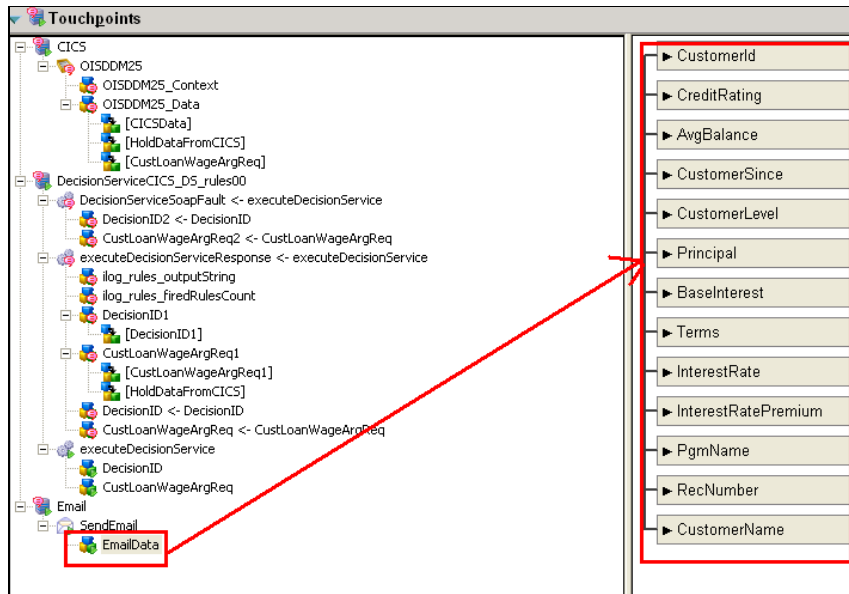 Touchpoints
CICS
OISDDM25
OISDDM25_Context
OISDDM25_Data
[CICSData]
[HoldDataFromCICS]
[CustLoanWageArgReq]
DecisionServiceCICS_DS_rules00
DecisionServiceSoapFault <- executeDecisionService
DecisionID2 <- DecisionID
CustLoanWageArgReq2 <- CustLoanWageArgReq
executeDecisionServiceResponse <- executeDecisionService
ilog_rules_outputString
ilog_rules_firedRulesCount
DecisionID1
[DecisionID1]
CustLoanWageArgReq1
[CustLoanWageArgReq1]
[HoldDataFromCICS]
DecisionID <- DecisionID
CustLoanWageArgReq <- CustLoanWageArgReq
executeDecisionService
DecisionID
CustLoanWageArgReq
Email
SendEmail
EmailData
CustomerId
CreditRating
AvgBalance
CustomerSince
CustomerLevel
Principal
BaseInterest
Terms
InterestRate
InterestRatePremium
PgmName
RecNumber
CustomerName